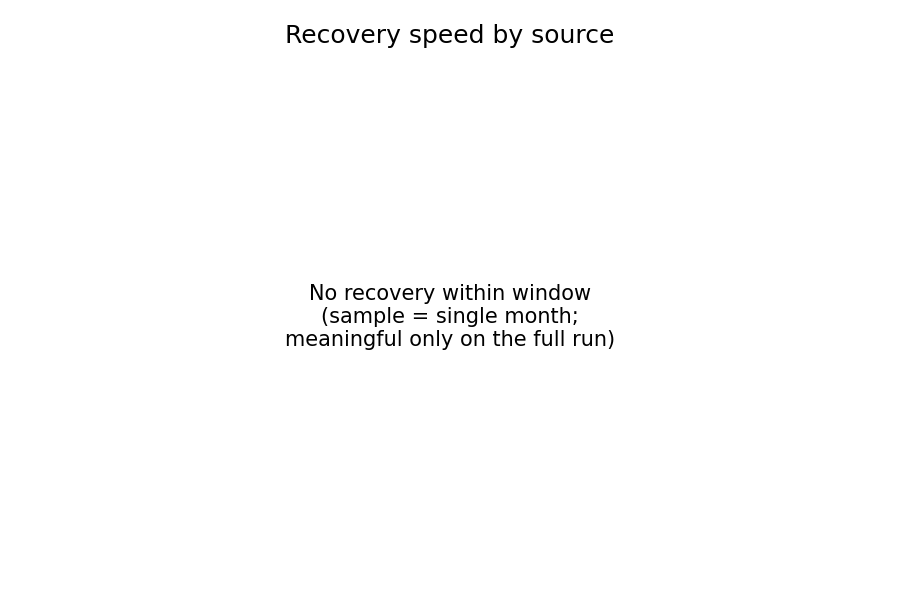 Recovery speed by source
No recovery within window
(sample = single month;
meaningful only on the full run)